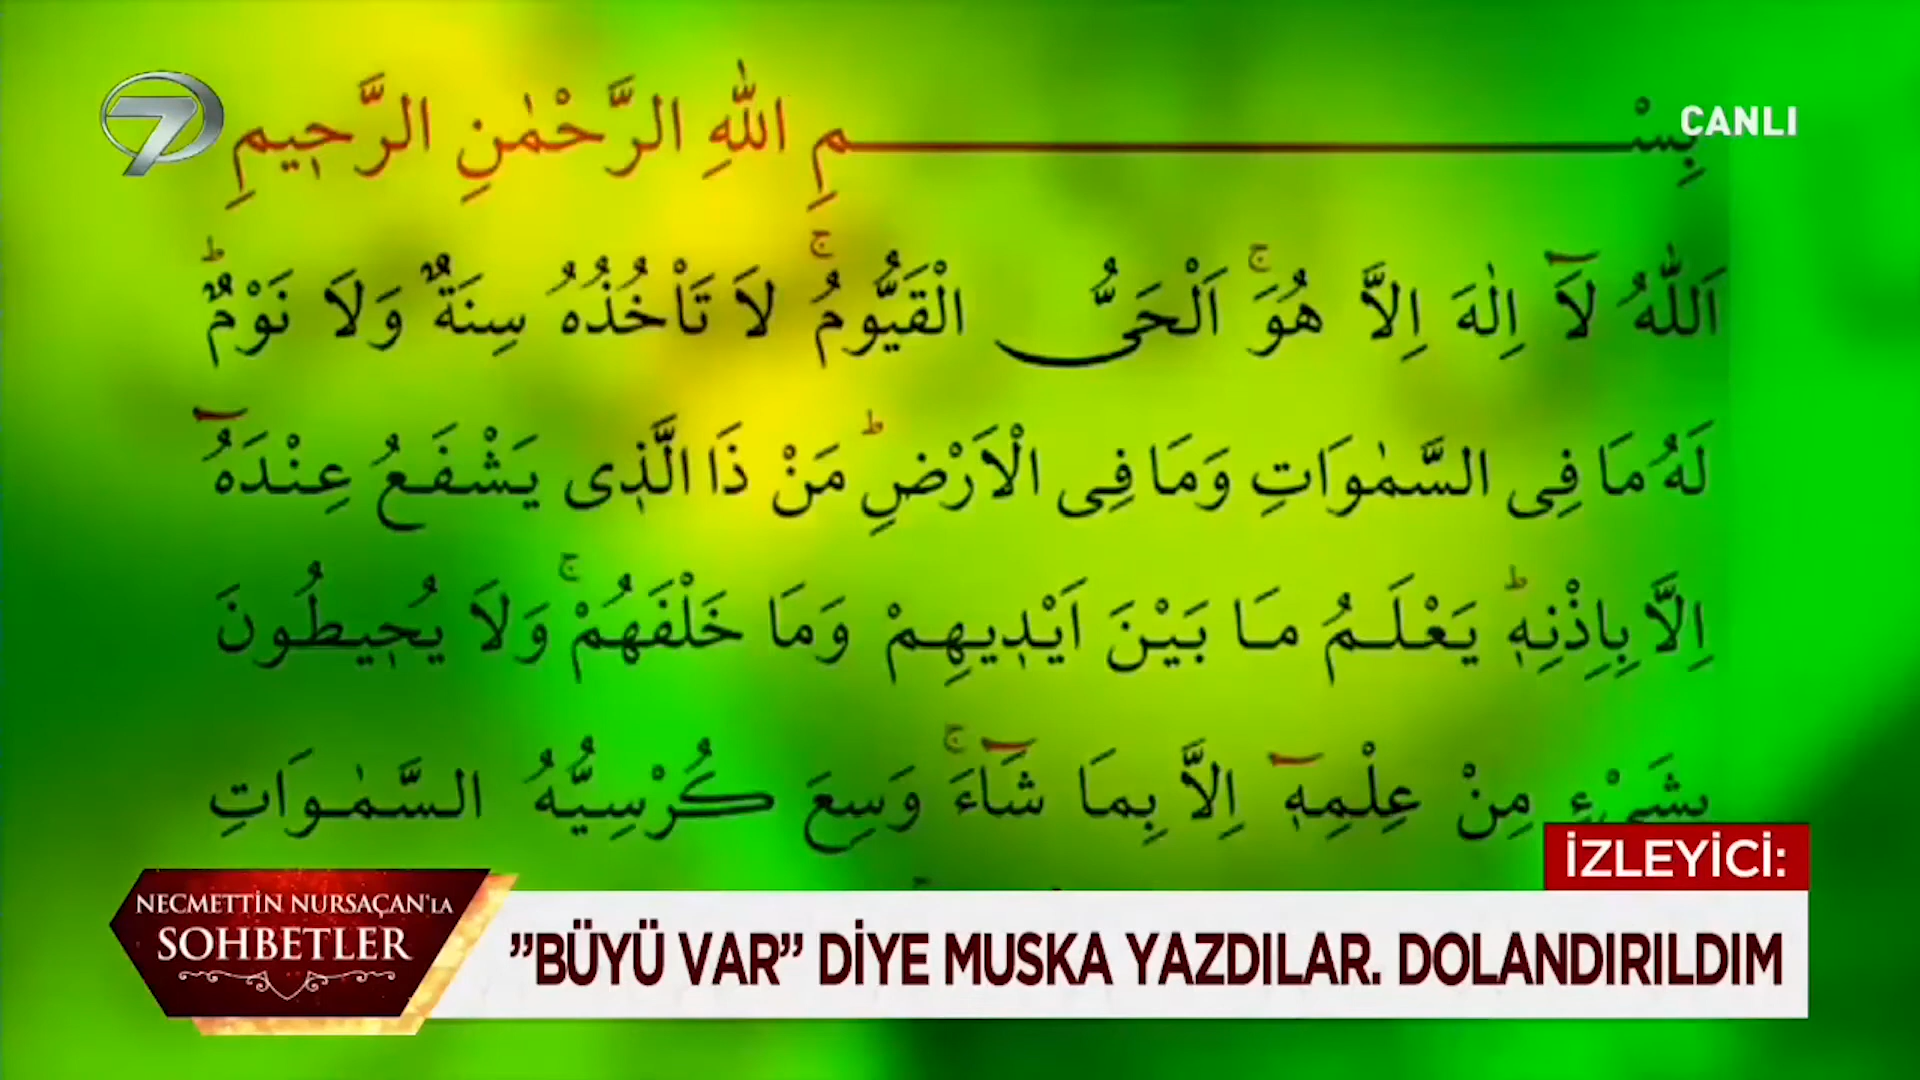 7
CANLI
بِسْمِ اللّٰهِ الرَّحْمٰنِ الرَّحٖيمِ
اَللّٰهُ لَٓا اِلٰهَ اِلَّا هُوَۚ اَلْحَىُّ الْقَيُّومُۚ لَا تَاْخُذُهُ سِنَةٌ وَلَا نَوْمٌؕ
لَهُ مَا فِى السَّمٰوَاتِ وَمَا فِى الْاَرْضِؕ مَنْ ذَا الَّذٖى يَشْفَعُ عِنْدَهُٓ
اِلَّا بِاِذْنِهٖؕ يَعْلَمُ مَا بَيْنَ اَيْدٖيهِمْ وَمَا خَلْفَهُمْۚ وَلَا يُحٖيطُونَ
بِشَىْءٍ مِنْ عِلْمِهٖٓ اِلَّا بِمَا شَٓاءَۚ وَسِعَ كُرْسِيُّهُ السَّمٰوَاتِ
İZLEYİCİ:
NECMETTİN NURSAÇAN'LA
SOHBETLER
”BÜYÜ VAR” DİYE MUSKA YAZDILAR. DOLANDIRILDIM